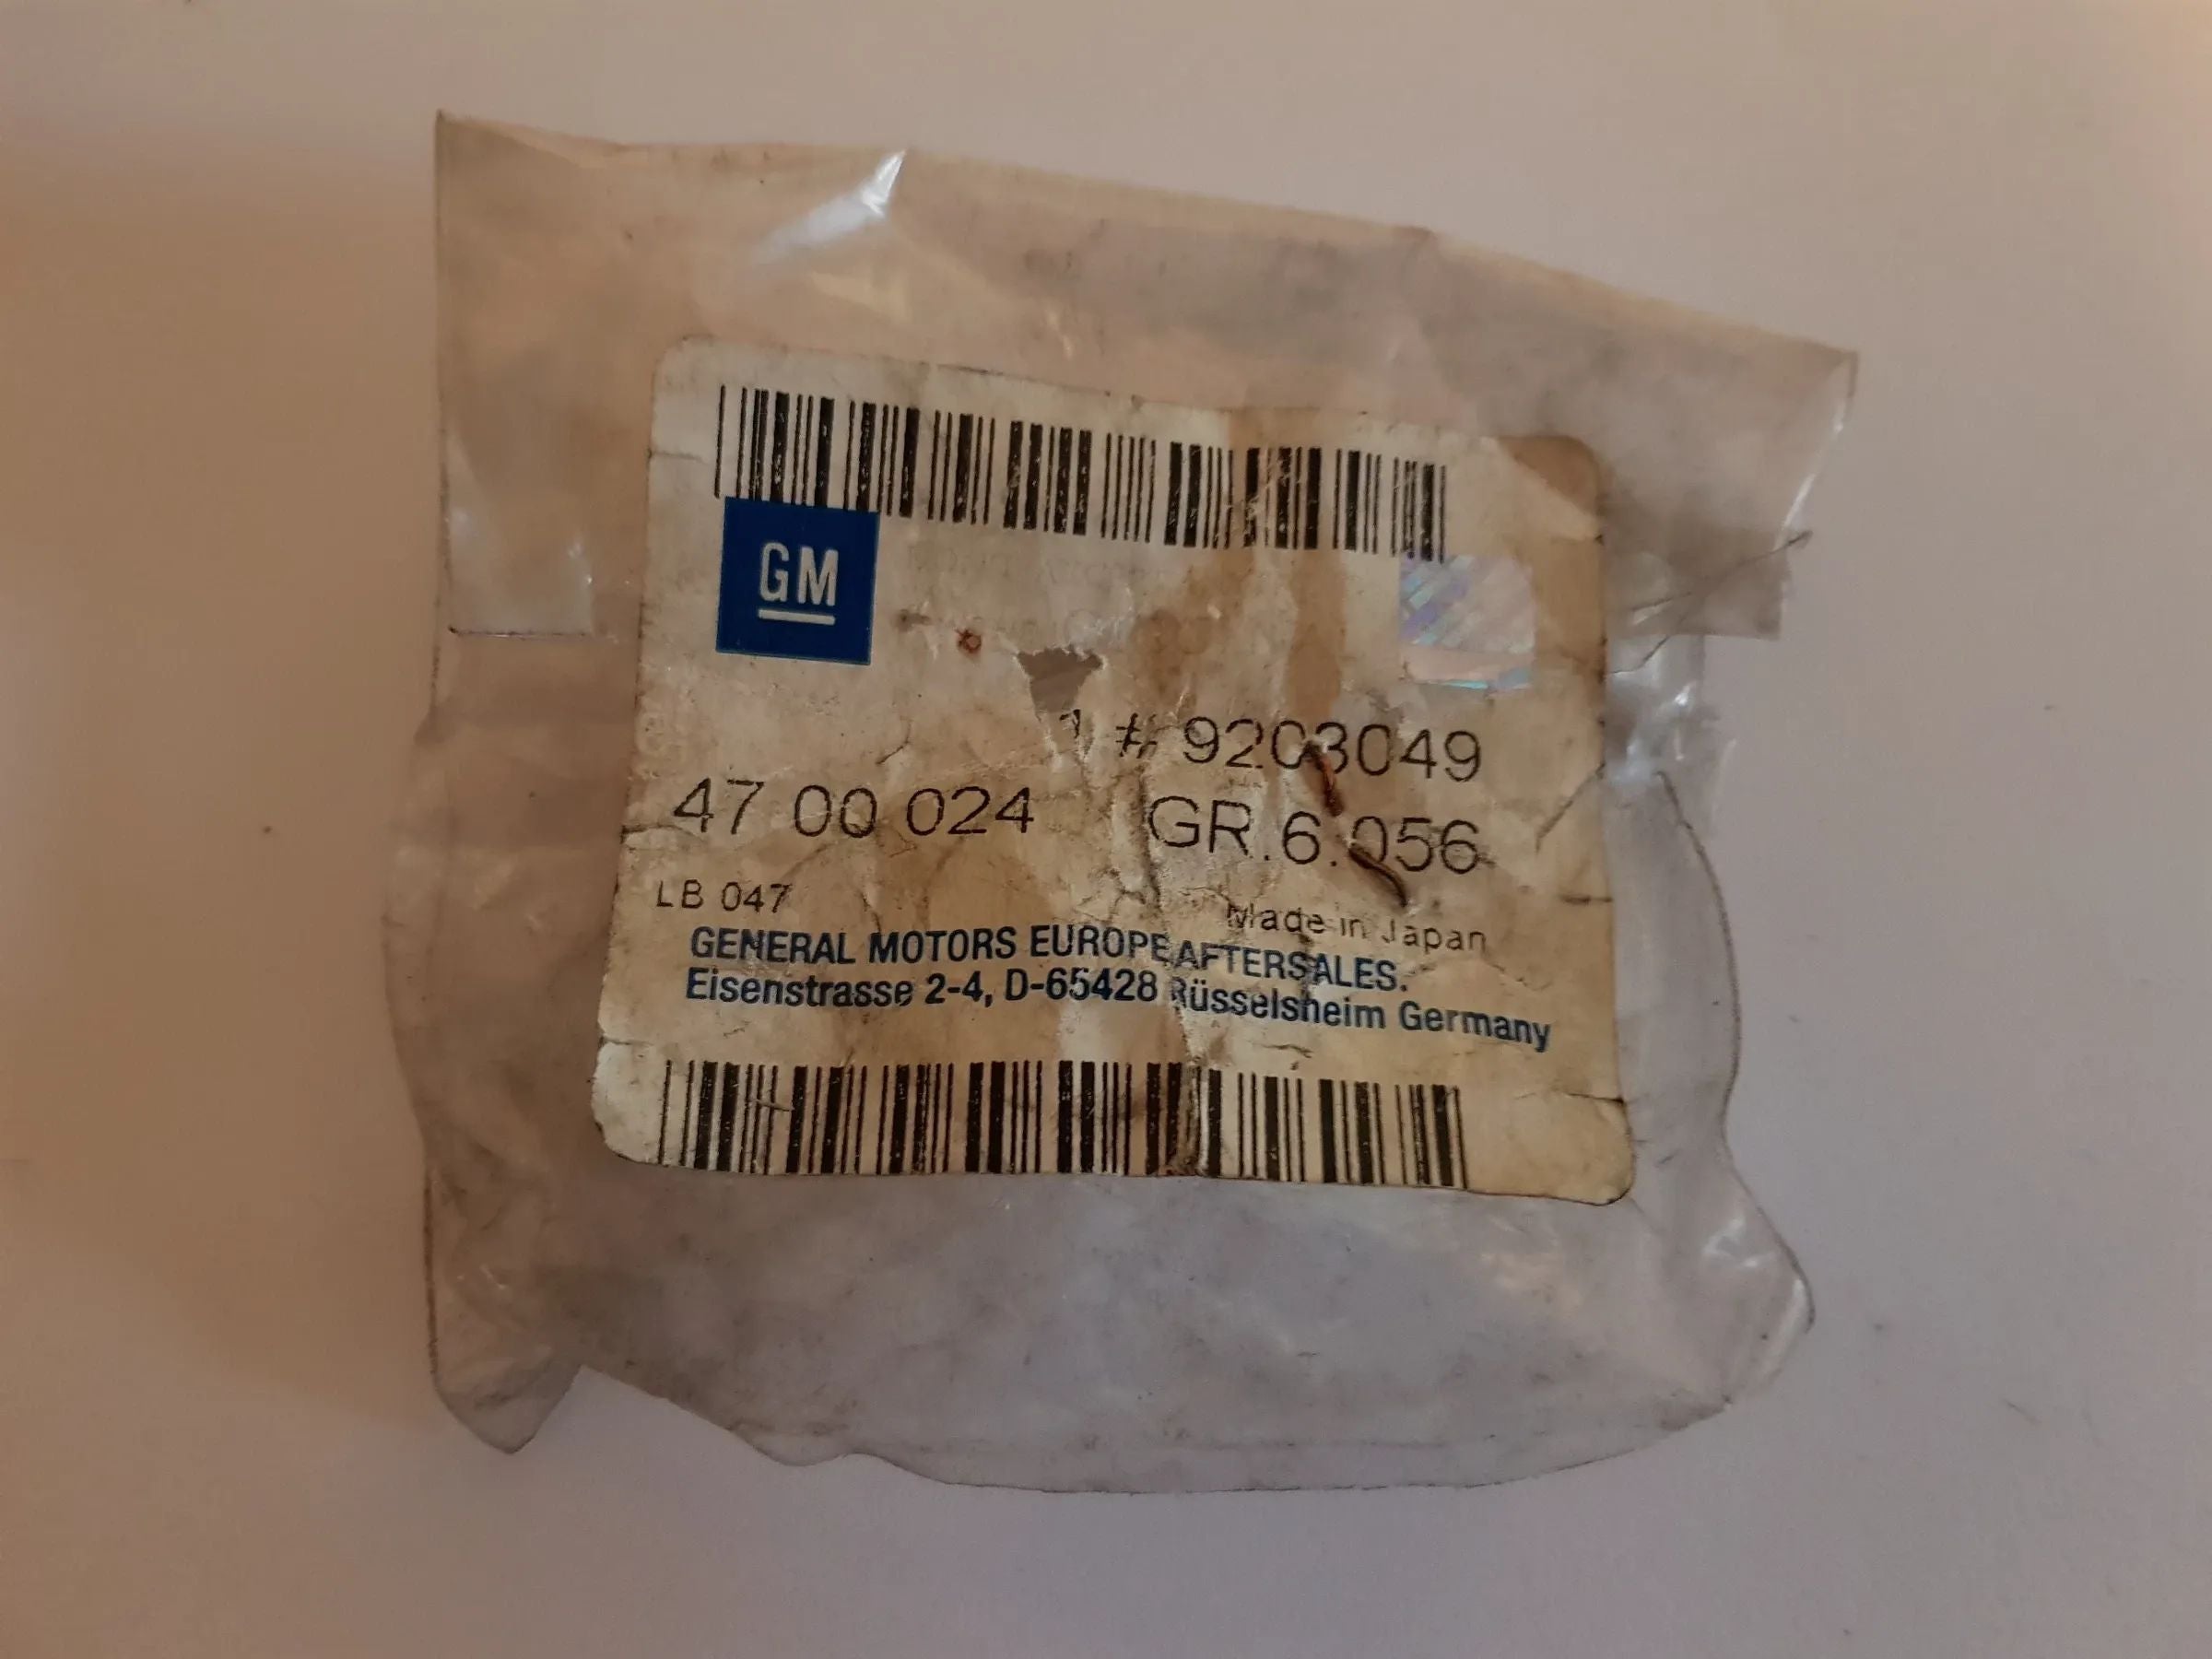 GM
1 # 9203049
47 00 024 GR.6.056
LB 047
Made in Japan
GENERAL MOTORS EUROPE AFTERSALES.
Eisenstrasse 2-4, D-65428 Rüsselsheim Germany